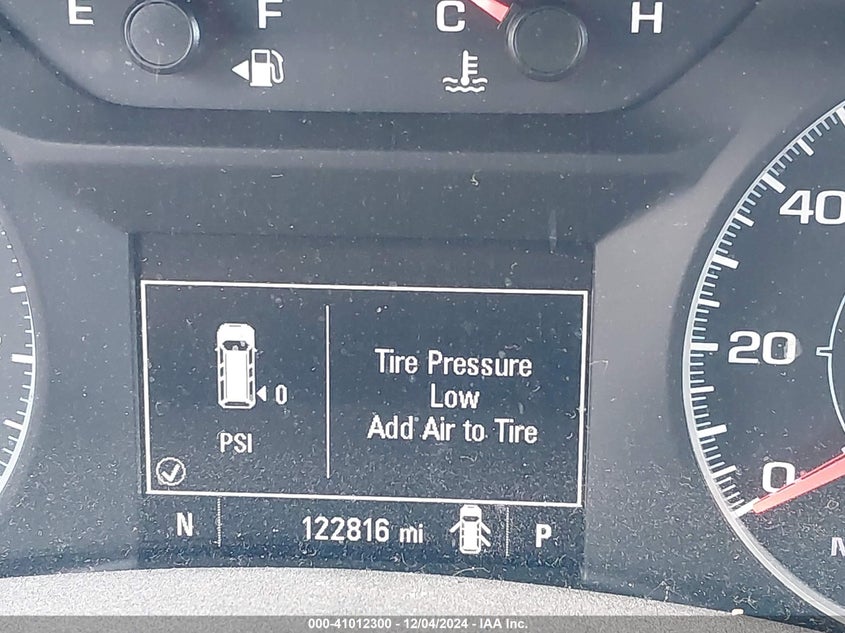 E F C H
40
20
0
0
PSI
Tire Pressure
Low
Add Air to Tire
N 122816 mi P
M
000-41012300 - 12/04/2024 - IAA Inc.